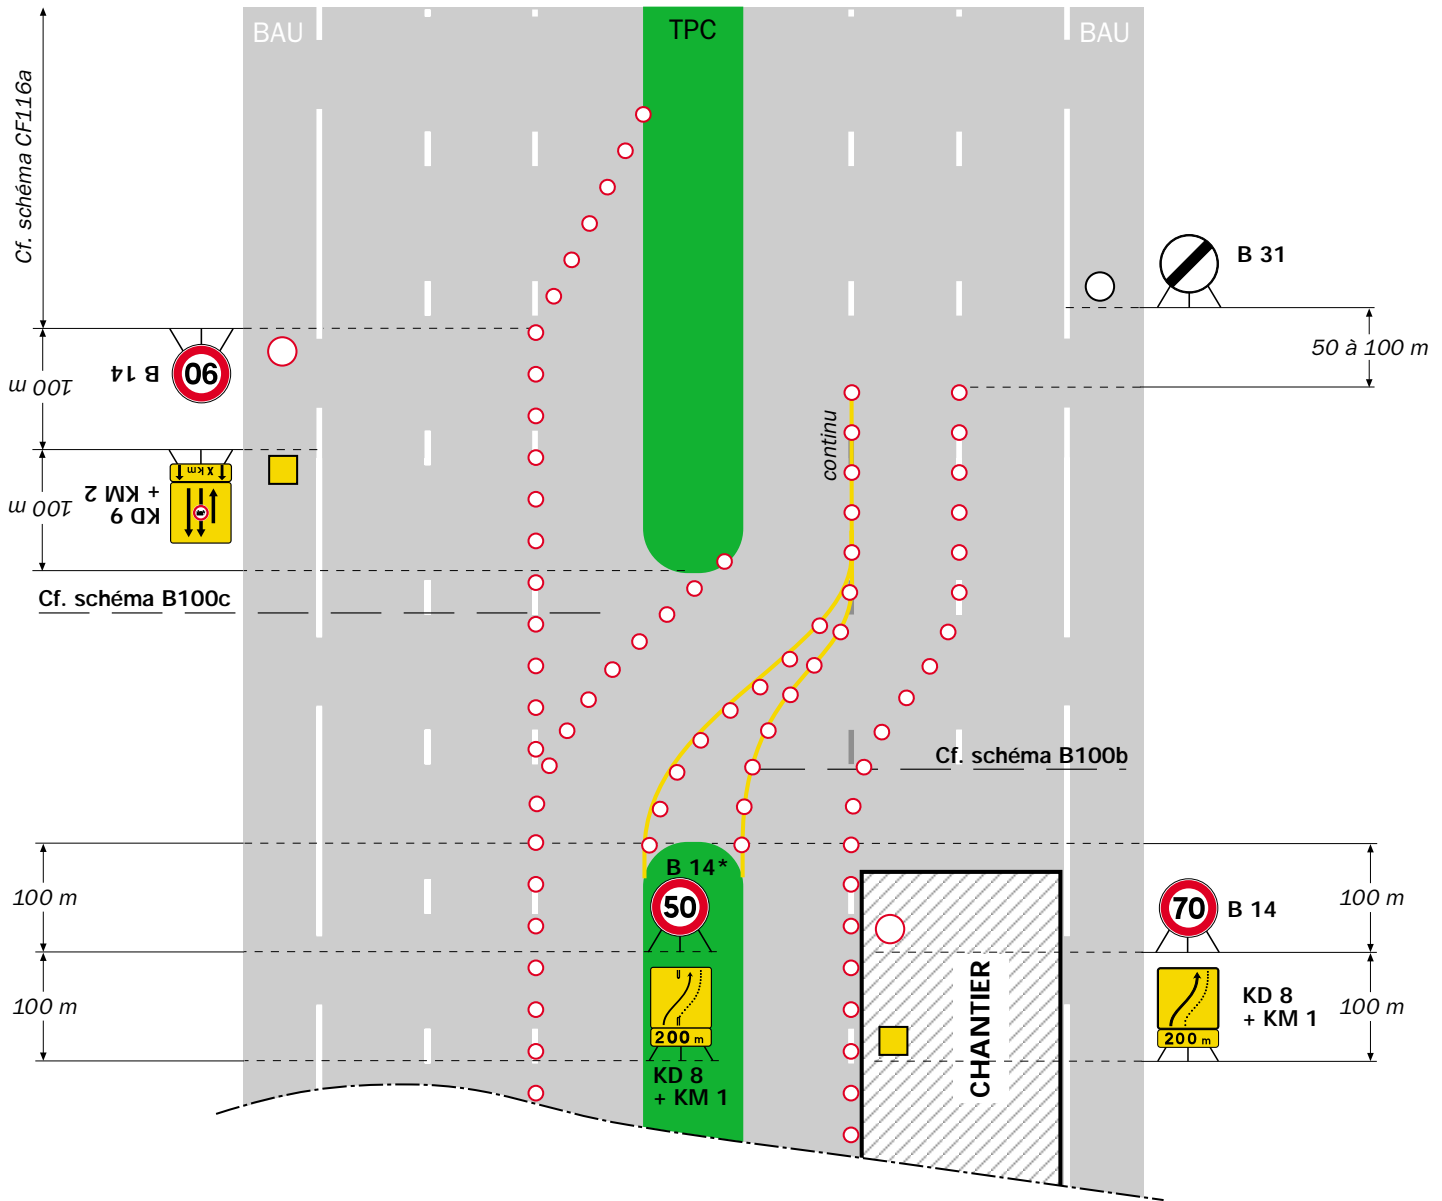 BAU
TPC
BAU
Cf. schéma CF116a
B 31
50 à 100 m
B 14
90
100 m
continu
X km
KD 9
+ KM 2
100 m
Cf. schéma B100c
Cf. schéma B100b
B 14*
50
100 m
70
B 14
100 m
CHANTIER
200 m
KD 8
+ KM 1
100 m
200 m
KD 8
+ KM 1
100 m